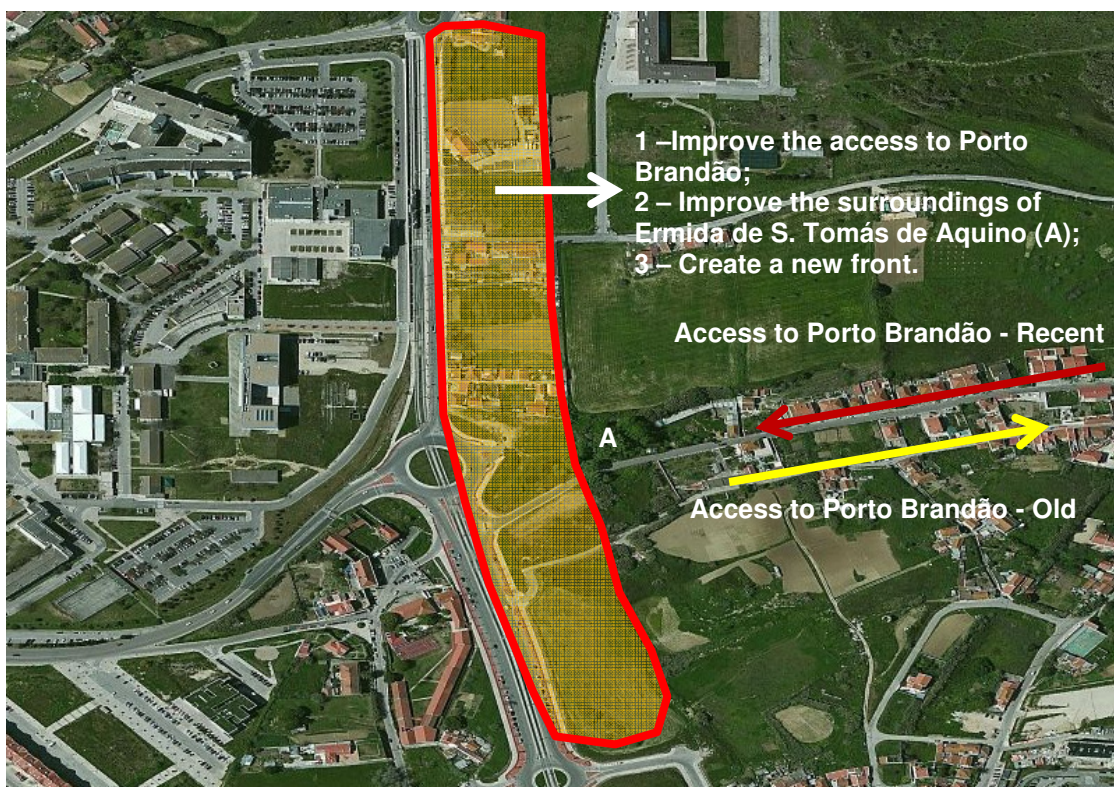 1 –Improve the access to Porto
Brandão;
2 – Improve the surroundings of
Ermida de S. Tomás de Aquino (A);
3 – Create a new front.
Access to Porto Brandão - Recent
A
Access to Porto Brandão - Old